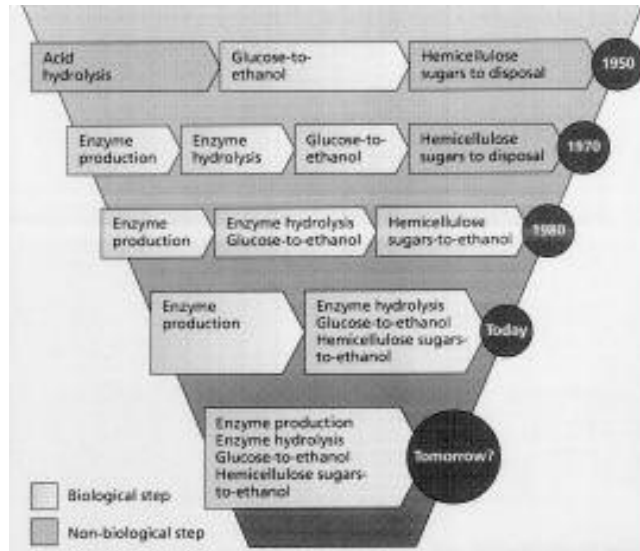 Acid
hydrolysis
Glucose-to-
ethanol
Hemicellulose
sugars to disposal
1950
Enzyme
production
Enzyme
hydrolysis
Glucose-to-
ethanol
Hemicellulose
sugars to disposal
1970
Enzyme
production
Enzyme hydrolysis
Glucose-to-ethanol
Hemicellulose
sugars-to-ethanol
1980
Enzyme
production
Enzyme hydrolysis
Glucose-to-ethanol
Hemicellulose sugars-
to-ethanol
Today
Enzyme production
Enzyme hydrolysis
Glucose-to-ethanol
Hemicellulose sugars-
to-ethanol
Tomorrow?
Biological step
Non-biological step